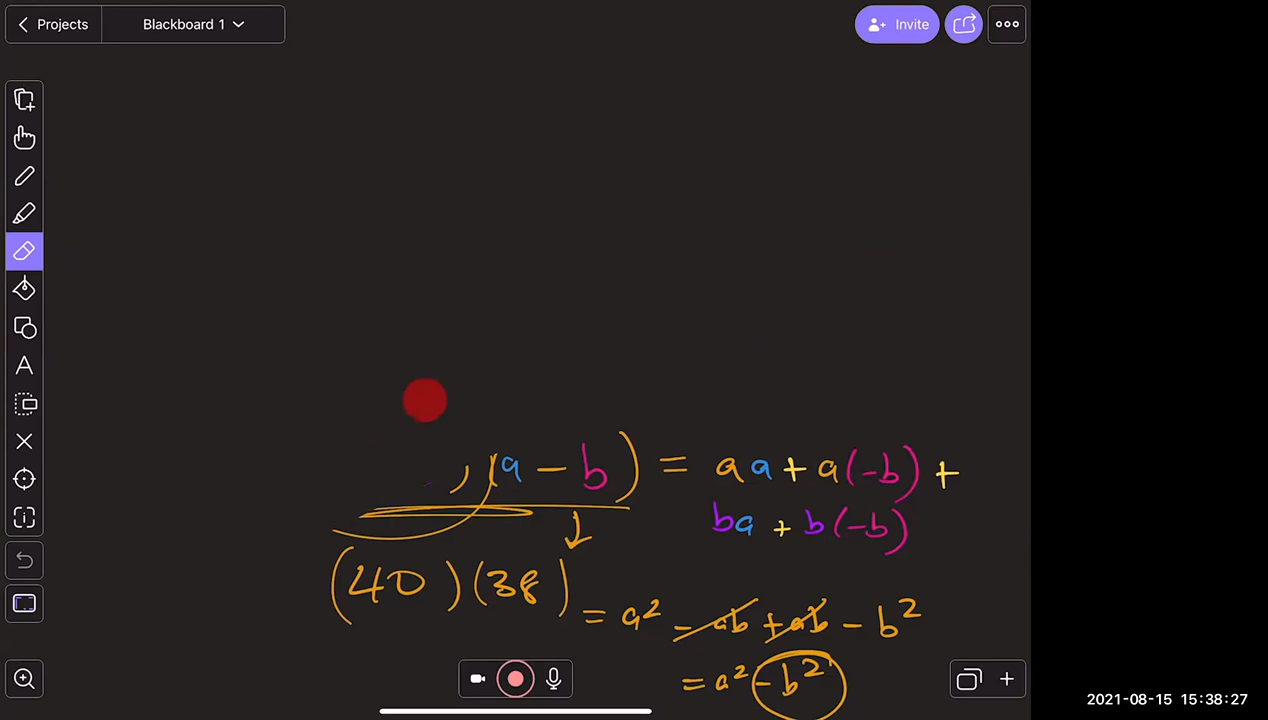 Projects
Blackboard 1
Invite
(a - b) = aa + a(-b) +
ba + b(-b)
(40)(38)
= a² - ab + ab - b²
= a² - b²
A
2021-08-15 15:38:27